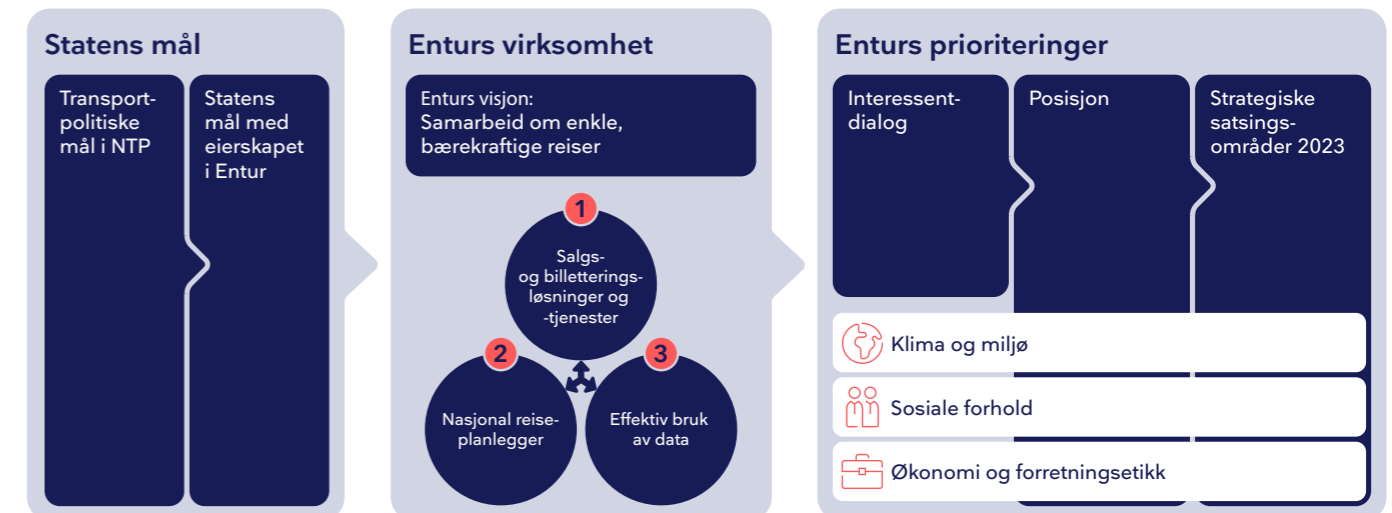 Statens mål
Transport-
politiske
mål i NTP
Statens
mål med
eierskapet
i Entur
Enturs virksomhet
Enturs visjon:
Samarbeid om enkle,
bærekraftige reiser
1
Salgs-
og billetterings-
løsninger og
-tjenester
2
Nasjonal reise-
planlegger
3
Effektiv bruk
av data
Enturs prioriteringer
Interessent-
dialog
Posisjon
Strategiske
satsings-
områder 2023
Klima og miljø
Sosiale forhold
Økonomi og forretningsetikk